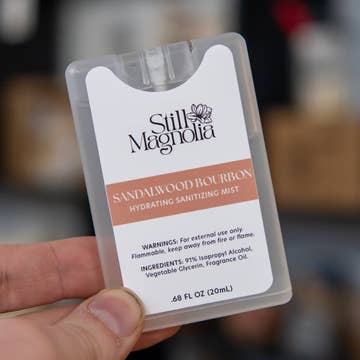 Still
Magnolia
SANDALWOOD BOURBON
HYDRATING SANITIZING MIST
WARNINGS: For external use only.
Flammable, keep away from fire or flame.
INGREDIENTS: 91% Isopropyl Alcohol,
Vegetable Glycerin, Fragrance Oil.
.68 FL OZ (20mL)